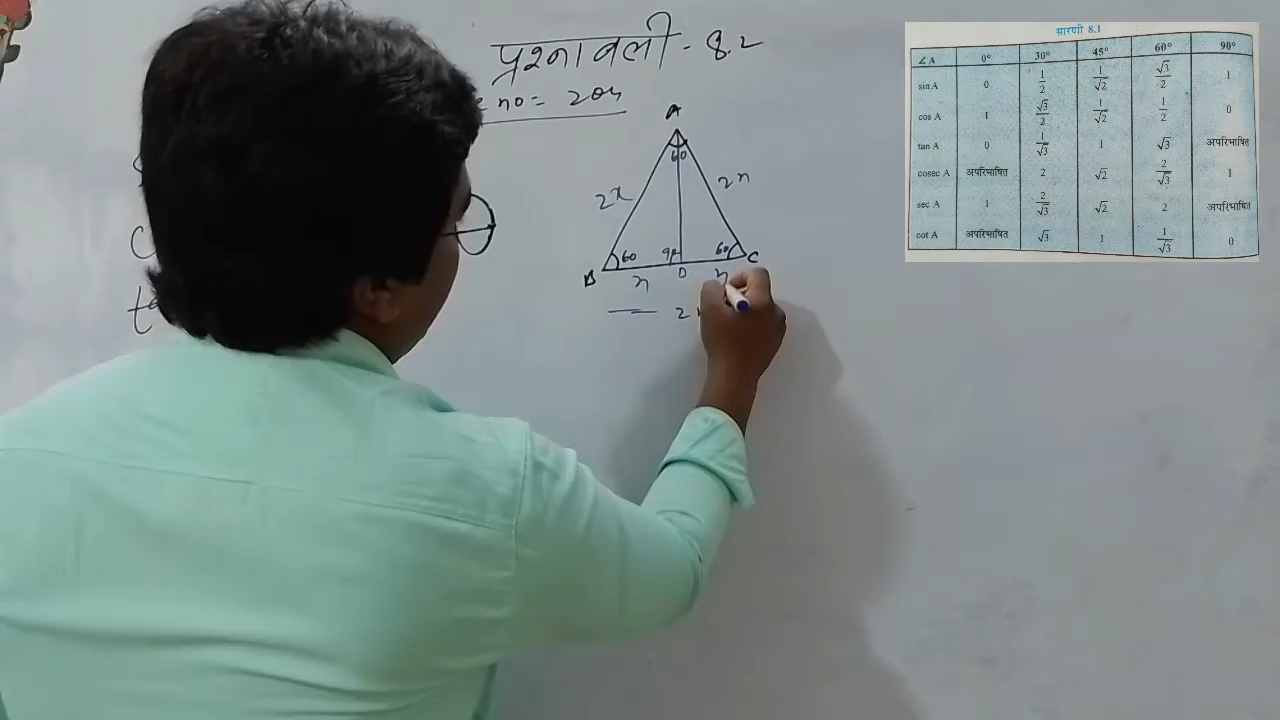 प्रश्नावली - 8.2
no = 204
A
60
2x
2x
60
90
60
B
D
C
x
x
2
सारणी 8.1
∠A 0° 30° 45° 60° 90°
sin A 0 1/2 1/√2 √3/2 1
cos A 1 √3/2 1/√2 1/2 0
tan A 0 1/√3 1 √3 अपरिभाषित
cosec A अपरिभाषित 2 √2 2/√3 1
sec A 1 2/√3 √2 2 अपरिभाषित
cot A अपरिभाषित √3 1 1/√3 0